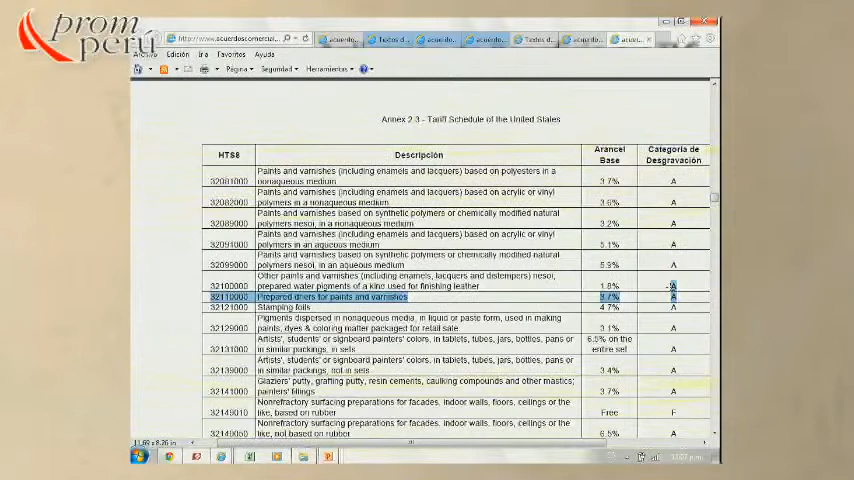 prom
perú
http://www.acuerdoscomercial...
acuerdo...
Textos d...
acuerdo...
acuerdo...
Textos d...
acuerdo...
Edición Ir a Favoritos Ayuda
Página Seguridad Herramientas
Annex 2.3 - Tariff Schedule of the United States
HTS8 Descripción Arancel Base Categoría de Desgravación
32081000 Paints and varnishes (including enamels and lacquers) based on polyesters in a
nonaqueous medium 3.7% A
32082000 Paints and varnishes (including enamels and lacquers) based on acrylic or vinyl
polymers in a nonaqueous medium 3.6% A
32089000 Paints and varnishes based on synthetic polymers or chemically modified natural
polymers nesoi, in a nonaqueous medium 3.2% A
32091000 Paints and varnishes (including enamels and lacquers) based on acrylic or vinyl
polymers in an aqueous medium 5.1% A
32099000 Paints and varnishes based on synthetic polymers or chemically modified natural
polymers nesoi, in an aqueous medium 5.9% A
32100000 Other paints and varnishes (including enamels, lacquers and distempers) nesoi,
prepared water pigments of a kind used for finishing leather 1.8% A
32110000 Prepared driers for paints and varnishes 3.7% A
32121000 Stamping foils 4.7% A
32129000 Pigments dispersed in nonaqueous media, in liquid or paste form, used in making
paints, dyes & coloring matter packaged for retail sale 3.1% A
32131000 Artists', students' or signboard painters' colors, in tablets, tubes, jars, bottles, pans or
in similar packings, in sets 6.5% on the entire set A
32139000 Artists', students' or signboard painters' colors, in tablets, tubes, jars, bottles, pans or
in similar packings, not in sets 3.4% A
32141000 Glaziers' putty, grafting putty, resin cements, caulking compounds and other mastics;
painters' fillings 3.7% A
32149010 Nonrefractory surfacing preparations for facades, indoor walls, floors, ceilings or the
like, based on rubber Free F
32149050 Nonrefractory surfacing preparations for facades, indoor walls, floors, ceilings or the
like, not based on rubber 6.5% A
11,69 x 8,26 in